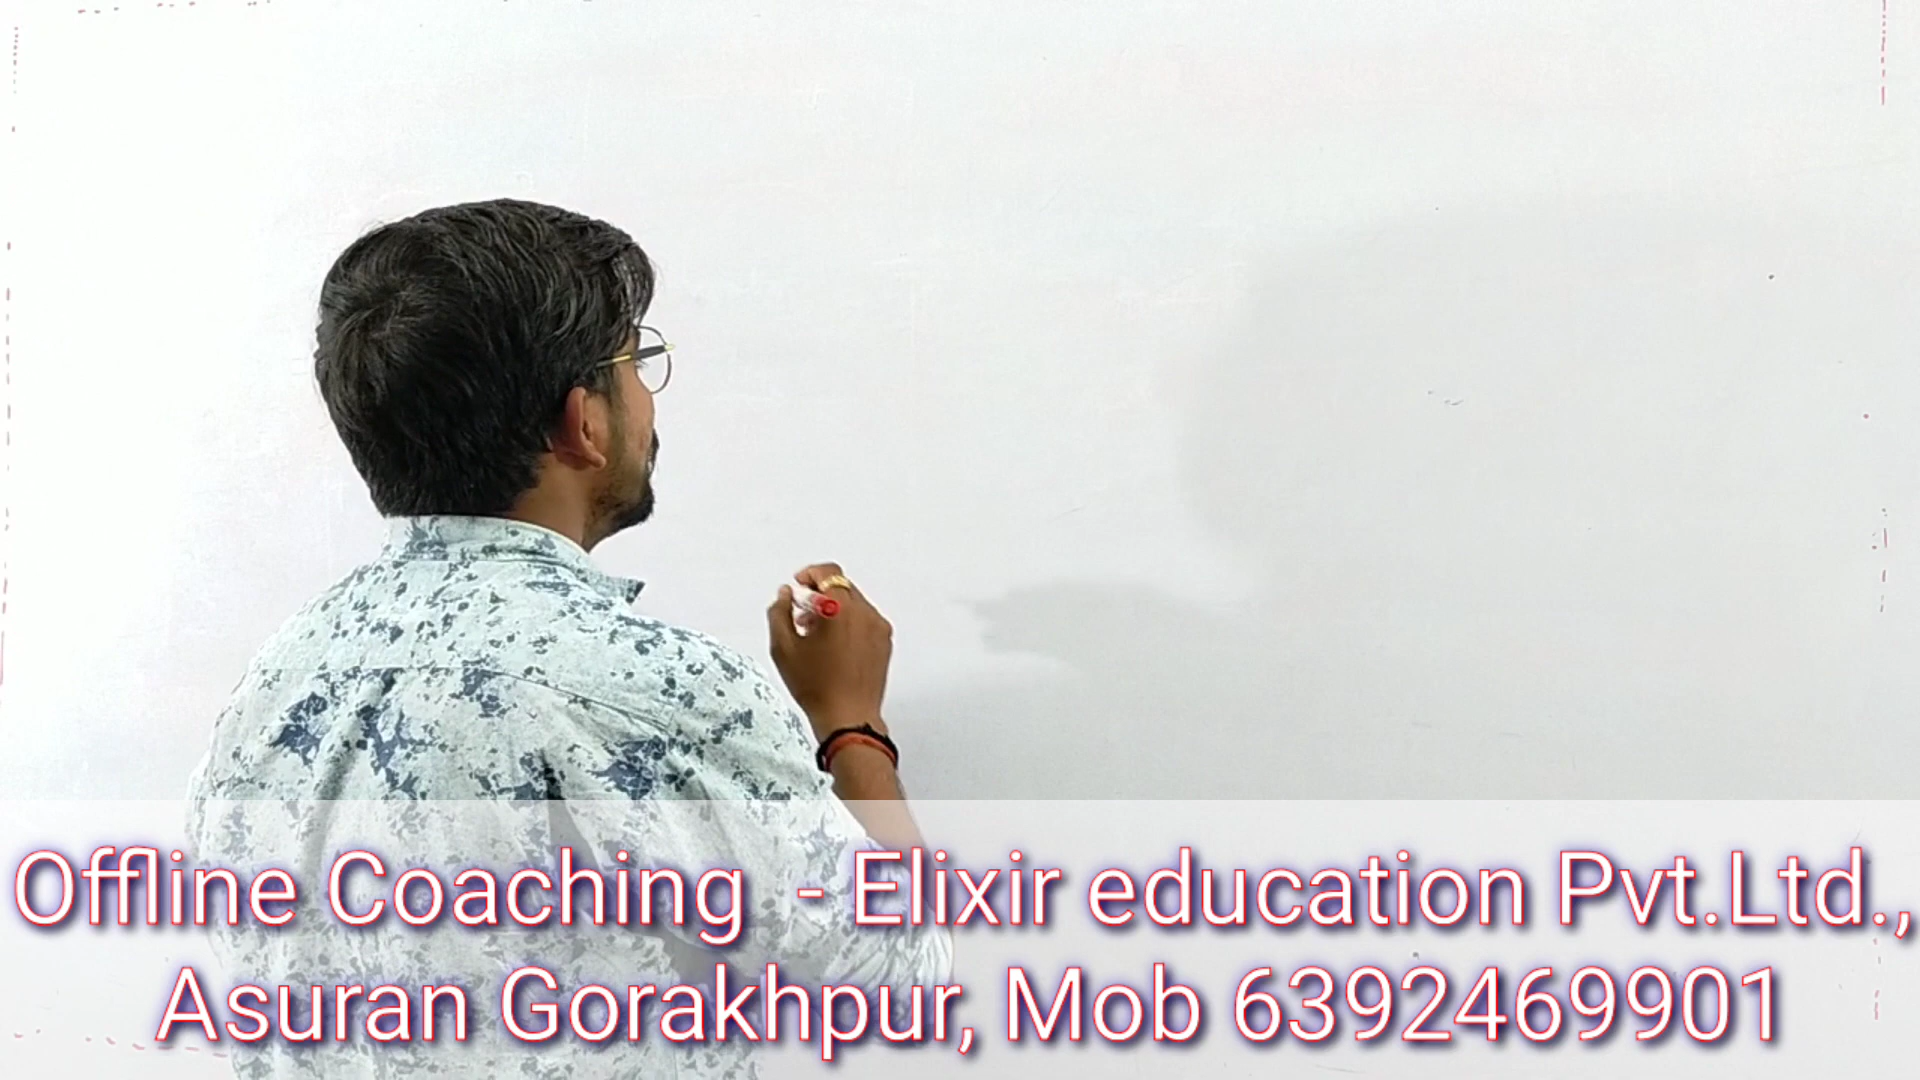 Offline Coaching - Elixir education Pvt.Ltd.,
Asuran Gorakhpur, Mob 6392469901